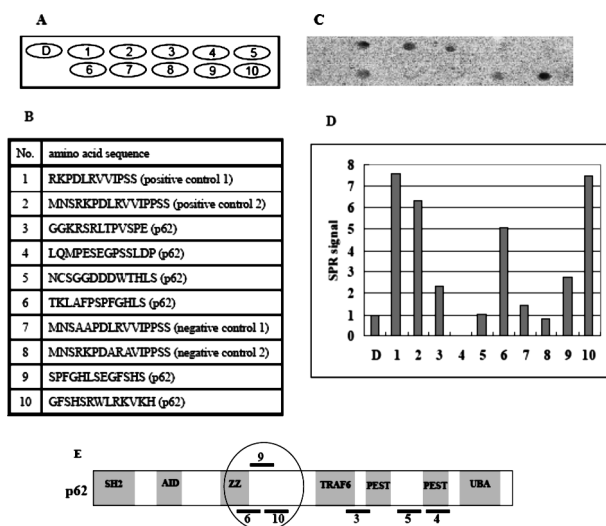 A
D 1 2 3 4 5
6 7 8 9 10
C
B
No. amino acid sequence
1 RKPDLRVVIPSS (positive control 1)
2 MNSRKPDLRVVIPPSS (positive control 2)
3 GGKRSRLTPVSPE (p62)
4 LQMPESEGPSSLDP (p62)
5 NCSGGDDDWTHLS (p62)
6 TKLAFPSPFGHLS (p62)
7 MNSAAPDLRVVIPPSS (negative control 1)
8 MNSRKPDARAVIPPSS (negative control 2)
9 SPFGHLSEGFSHS (p62)
10 GFSHSRWLRKVKH (p62)
D
SPR signal
8
7
6
5
4
3
2
1
0
D 1 2 3 4 5 6 7 8 9 10
E
9
p62 SH2 AID ZZ TRAF6 PEST PEST UBA
6 10 3 5 4